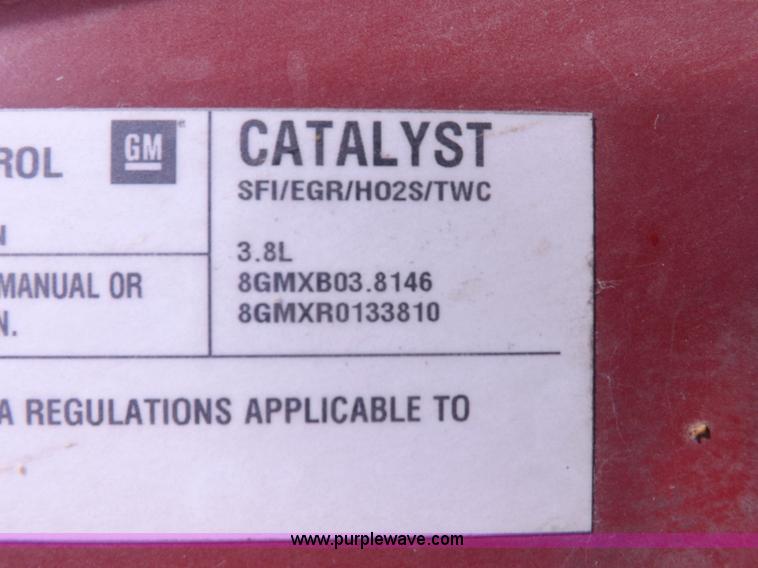 ROL
GM
CATALYST
SFI/EGR/HO2S/TWC
N
3.8L
MANUAL OR
8GMXB03.8146
N.
8GMXR0133810
A REGULATIONS APPLICABLE TO
www.purplewave.com